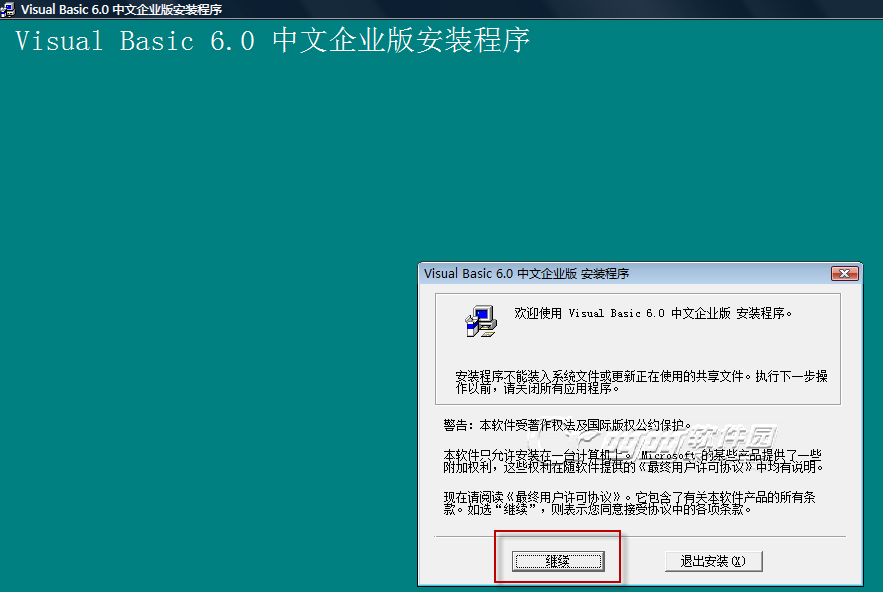 Visual Basic 6.0 中文企业版安装程序
Visual Basic 6.0 中文企业版安装程序
Visual Basic 6.0 中文企业版 安装程序
欢迎使用 Visual Basic 6.0 中文企业版 安装程序。
安装程序不能装入系统文件或更新正在使用的共享文件。执行下一步操
作以前，请关闭所有应用程序。
警告：本软件受著作权法及国际版权公约保护。
软件园
本软件只允许安装在一台计算机上。 Microsoft 的某些产品提供了一些
附加权利，这些权利在随软件提供的《最终用户许可协议》中均有说明。
现在请阅读《最终用户许可协议》。它包含了有关本软件产品的所有条
款。如选“继续”，则表示您同意接受协议中的各项条款。
继续
退出安装(X)